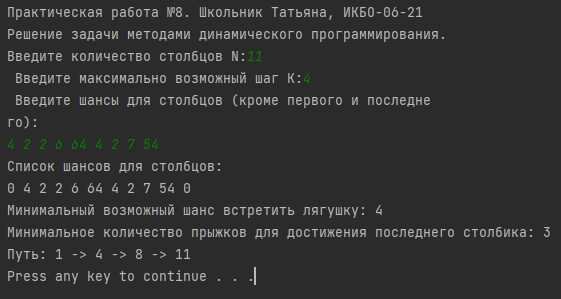 Практическая работа №8. Школьник Татьяна, ИКБО-06-21
Решение задачи методами динамического программирования.
Введите количество столбцов N:11
Введите максимально возможный шаг K:4
Введите шансы для столбцов (кроме первого и последне
го):
4 2 2 6 64 4 2 7 54
Список шансов для столбцов:
0 4 2 2 6 64 4 2 7 54 0
Минимальный возможный шанс встретить лягушку: 4
Минимальное количество прыжков для достижения последнего столбика: 3
Путь: 1 -> 4 -> 8 -> 11
Press any key to continue . . .